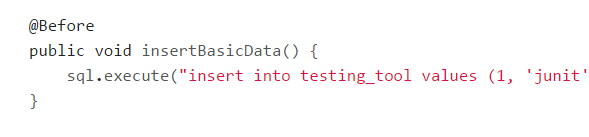 @Before
public void insertBasicData() {
    sql.execute("insert into testing_tool values (1, 'junit'
}